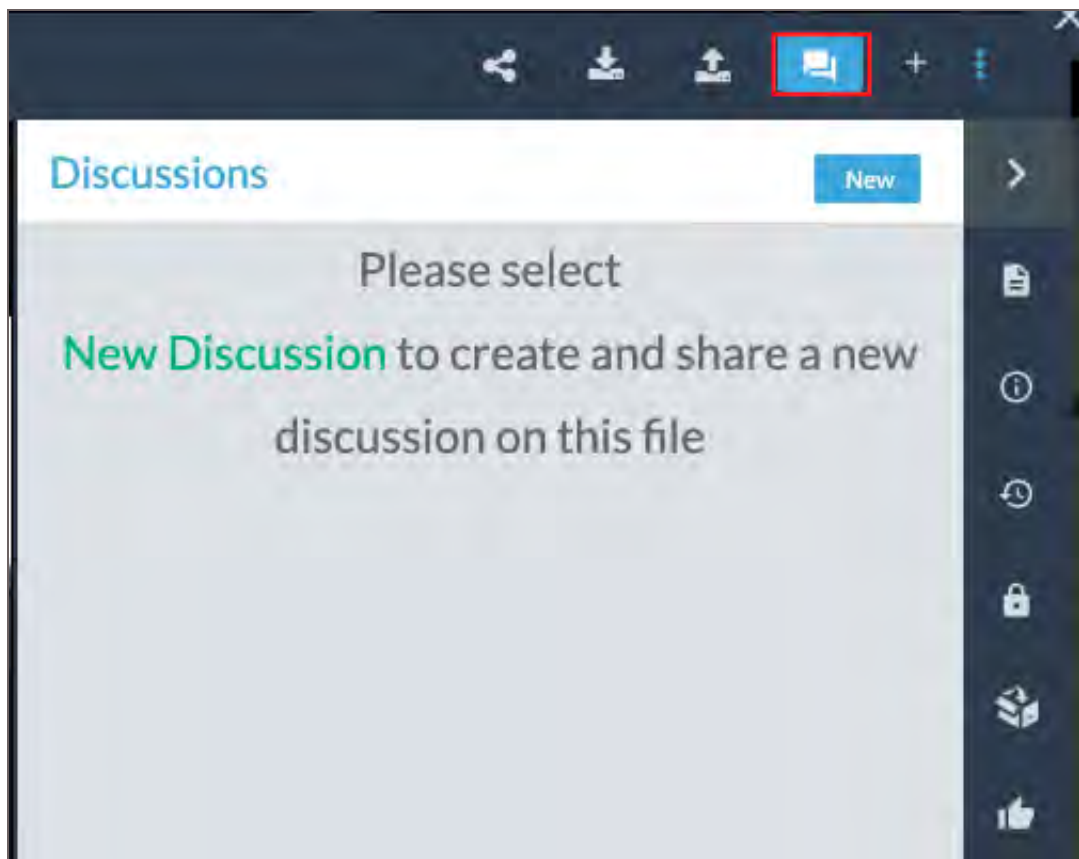 Discussions
New
Please select
New Discussion to create and share a new
discussion on this file